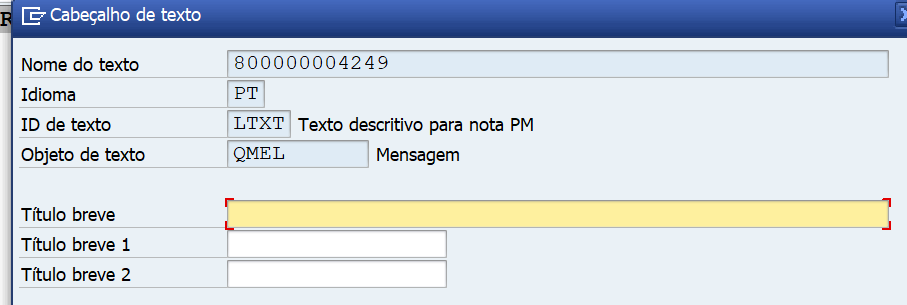 Cabeçalho de texto
R
Nome do texto 800000004249
Idioma PT
ID de texto LTXT Texto descritivo para nota PM
Objeto de texto QMEL Mensagem
Título breve
Título breve 1
Título breve 2